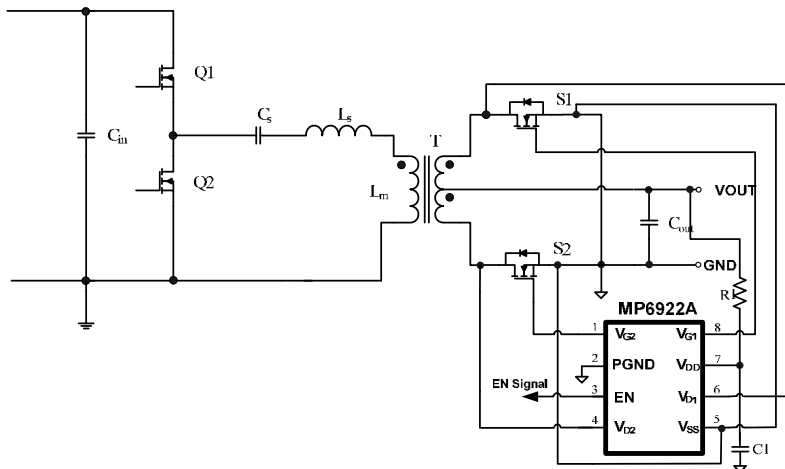 Q1
S1
Cs
Ls
T
Cin
Q2
Lm
VOUT
Cout
S2
GND
R1
MP6922A
1 VG2 VG1 8
2 PGND VDD 7
EN Signal 3 EN VD1 6
4 VD2 VSS 5
C1